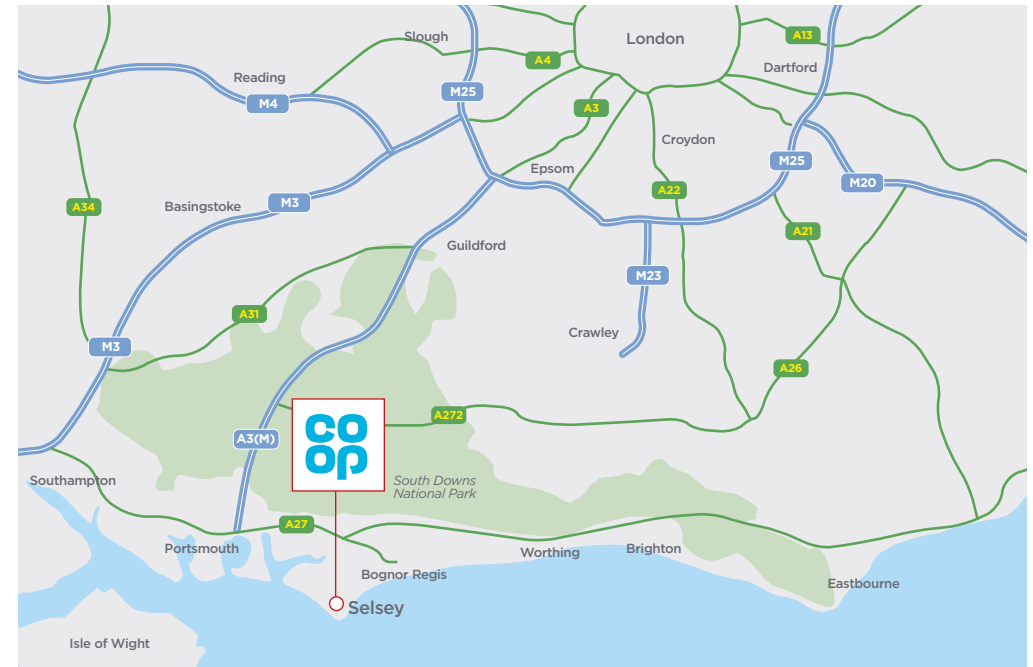 Slough
London
A13
A4
Dartford
Reading
M25
M4
A3
Croydon
M25
Epsom
M20
A22
M3
A34
Basingstoke
A21
Guildford
M23
A31
Crawley
M3
A26
A272
co
op
A3(M)
South Downs
National Park
Southampton
A27
Portsmouth
Worthing
Brighton
Bognor Regis
Eastbourne
Selsey
Isle of Wight